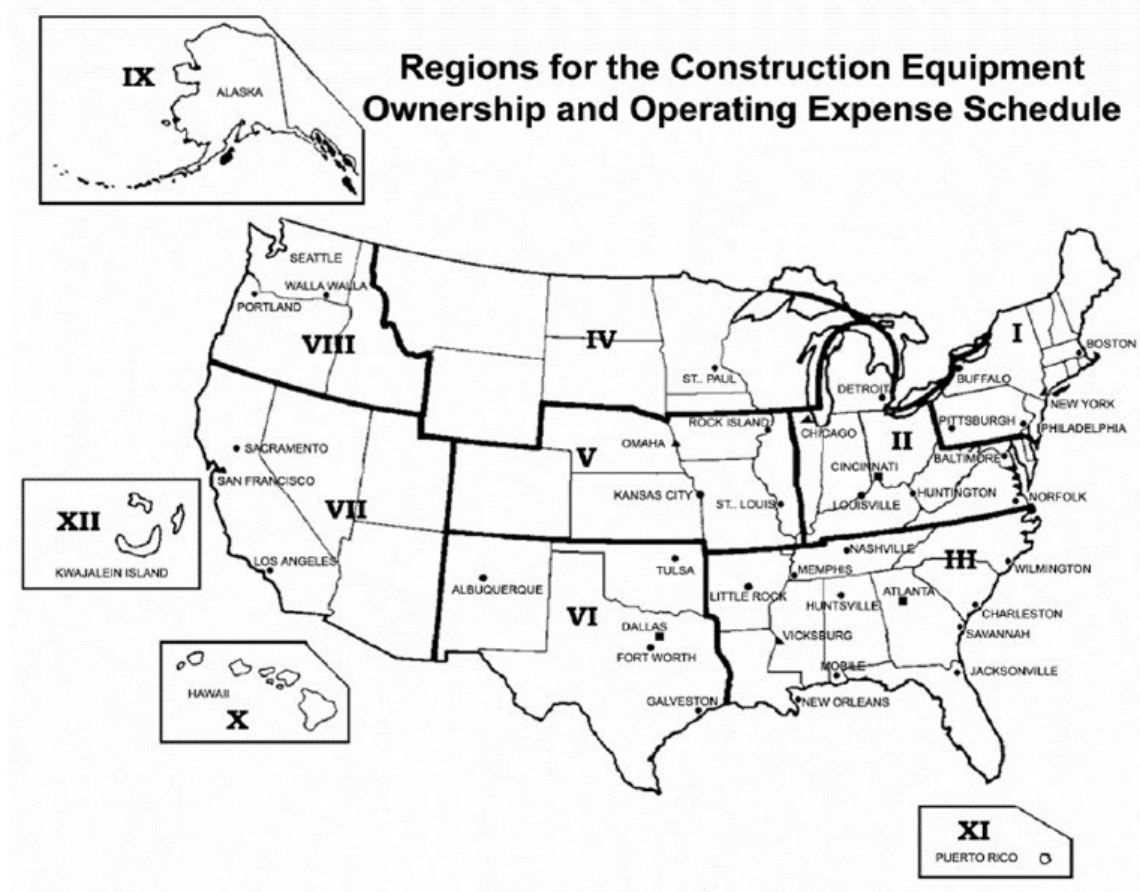 Regions for the Construction Equipment
Ownership and Operating Expense Schedule
IX
ALASKA
SEATTLE
WALLA WALLA
PORTLAND
VIII
IV
I
BOSTON
ST.. PAUL
DETROIT
BUFFALO
NEW YORK
ROCK ISLAND
CHICAGO
PITTSBURGH
PHILADELPHIA
SACRAMENTO
OMAHA
V
II
BALTIMORE
SAN FRANCISCO
CINCINNATI
KANSAS CITY
ST.. LOUIS
LOUISVILLE
HUNTINGTON
NORFOLK
VII
XII
KWAJALEIN ISLAND
LOS ANGELES
NASHVILLE
III
TULSA
MEMPHIS
WILMINGTON
ALBUQUERQUE
LITTLE ROCK
HUNTSVILLE
ATLANTA
CHARLESTON
VI
DALLAS
FORT WORTH
VICKSBURG
SAVANNAH
MOBILE
JACKSONVILLE
GALVESTON
NEW ORLEANS
HAWAII
X
XI
PUERTO RICO